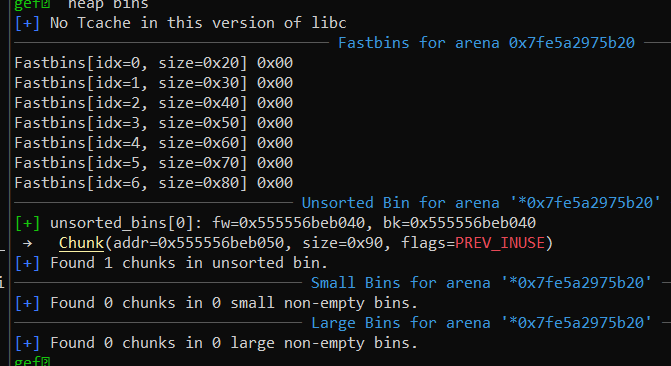 gef  heap bins
[+] No Tcache in this version of libc
Fastbins for arena 0x7fe5a2975b20
Fastbins[idx=0, size=0x20] 0x00
Fastbins[idx=1, size=0x30] 0x00
Fastbins[idx=2, size=0x40] 0x00
Fastbins[idx=3, size=0x50] 0x00
Fastbins[idx=4, size=0x60] 0x00
Fastbins[idx=5, size=0x70] 0x00
Fastbins[idx=6, size=0x80] 0x00
Unsorted Bin for arena '*0x7fe5a2975b20'
[+] unsorted_bins[0]: fw=0x555556beb040, bk=0x555556beb040
→ Chunk(addr=0x555556beb050, size=0x90, flags=PREV_INUSE)
[+] Found 1 chunks in unsorted bin.
Small Bins for arena '*0x7fe5a2975b20'
[+] Found 0 chunks in 0 small non-empty bins.
Large Bins for arena '*0x7fe5a2975b20'
[+] Found 0 chunks in 0 large non-empty bins.
gef